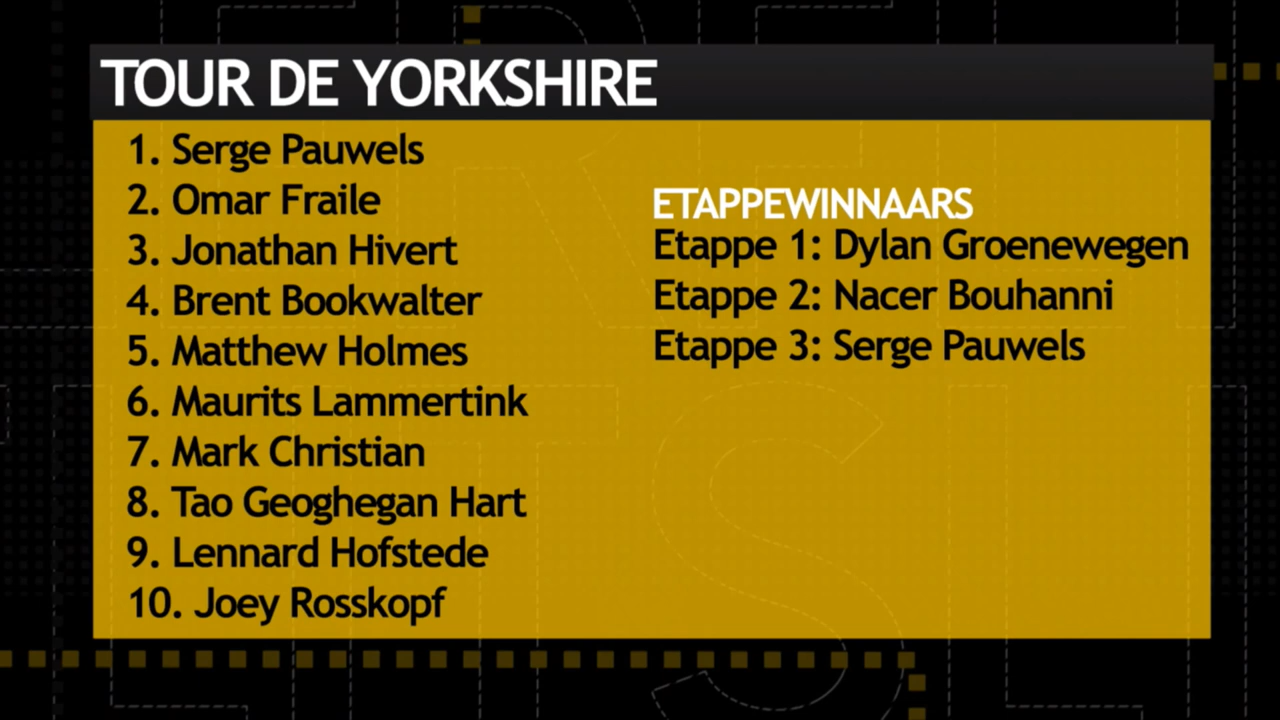 TOUR DE YORKSHIRE
1. Serge Pauwels
2. Omar Fraile
3. Jonathan Hivert
4. Brent Bookwalter
5. Matthew Holmes
6. Maurits Lammertink
7. Mark Christian
8. Tao Geoghegan Hart
9. Lennard Hofstede
10. Joey Rosskopf
ETAPPEWINNAARS
Etappe 1: Dylan Groenewegen
Etappe 2: Nacer Bouhanni
Etappe 3: Serge Pauwels